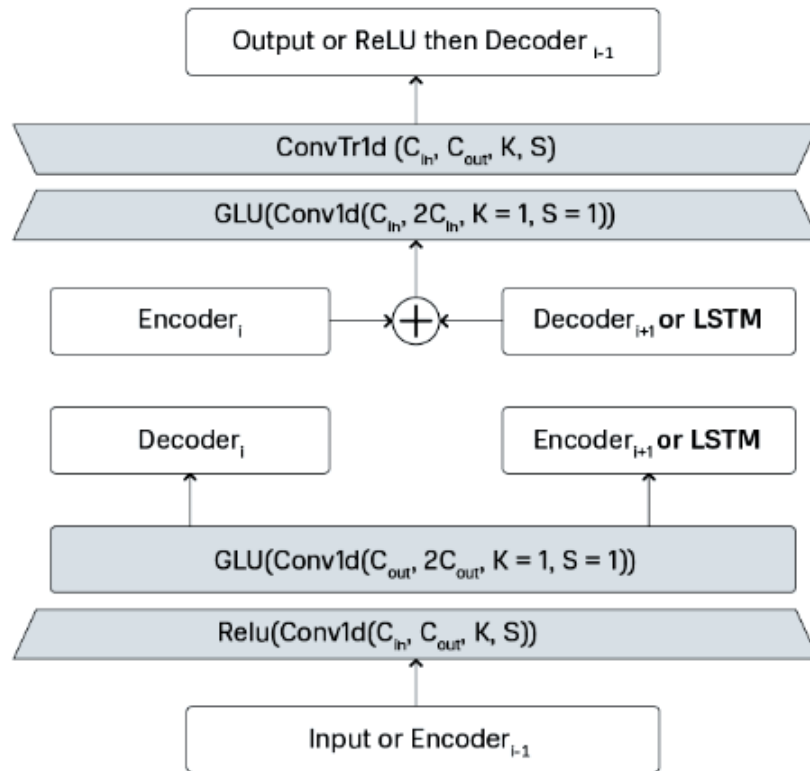 Output or ReLU then Decoder i-1
ConvTr1d (Cin, Cout, K, S)
GLU(Conv1d(Cin, 2Cin, K = 1, S = 1))
Encoderi
Decoderi+1 or LSTM
Decoderi
Encoderi+1 or LSTM
GLU(Conv1d(Cout, 2Cout, K = 1, S = 1))
Relu(Conv1d(Cin, Cout, K, S))
Input or Encoderi-1